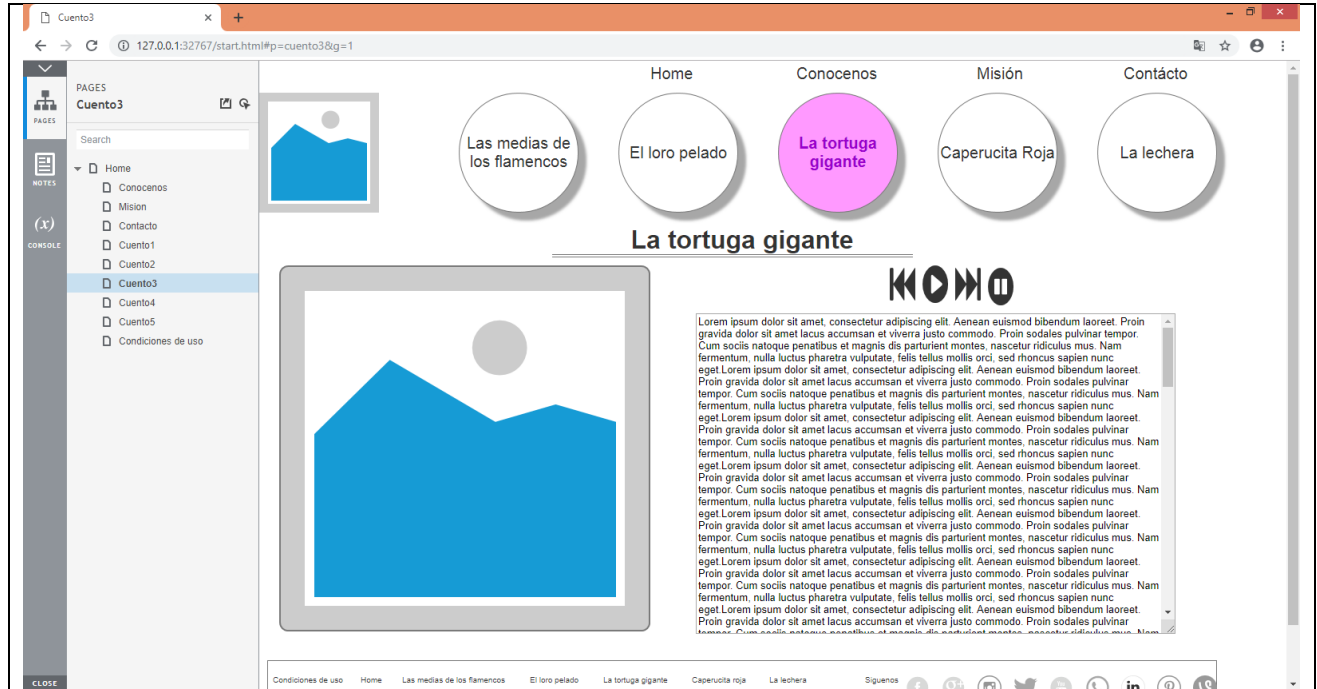 Cuento3
127.0.0.1:32767/start.html#p=cuento3&g=1
PAGES
NOTES
(x)
CONSOLE
CLOSE
PAGES
Cuento3
Search
Home
Conocenos
Mision
Contacto
Cuento1
Cuento2
Cuento3
Cuento4
Cuento5
Condiciones de uso
Home Conocenos Misión Contácto
Las medias de
los flamencos
El loro pelado
La tortuga
gigante
Caperucita Roja
La lechera
La tortuga gigante
Lorem ipsum dolor sit amet, consectetur adipiscing elit. Aenean euismod bibendum laoreet. Proin
gravida dolor sit amet lacus accumsan et viverra justo commodo. Proin sodales pulvinar tempor.
Cum sociis natoque penatibus et magnis dis parturient montes, nascetur ridiculus mus. Nam
fermentum, nulla luctus pharetra vulputate, felis tellus mollis orci, sed rhoncus sapien nunc
eget.Lorem ipsum dolor sit amet, consectetur adipiscing elit. Aenean euismod bibendum laoreet.
Proin gravida dolor sit amet lacus accumsan et viverra justo commodo. Proin sodales pulvinar
tempor. Cum sociis natoque penatibus et magnis dis parturient montes, nascetur ridiculus mus. Nam
fermentum, nulla luctus pharetra vulputate, felis tellus mollis orci, sed rhoncus sapien nunc
eget.Lorem ipsum dolor sit amet, consectetur adipiscing elit. Aenean euismod bibendum laoreet.
Proin gravida dolor sit amet lacus accumsan et viverra justo commodo. Proin sodales pulvinar
tempor. Cum sociis natoque penatibus et magnis dis parturient montes, nascetur ridiculus mus. Nam
fermentum, nulla luctus pharetra vulputate, felis tellus mollis orci, sed rhoncus sapien nunc
eget.Lorem ipsum dolor sit amet, consectetur adipiscing elit. Aenean euismod bibendum laoreet.
Proin gravida dolor sit amet lacus accumsan et viverra justo commodo. Proin sodales pulvinar
tempor. Cum sociis natoque penatibus et magnis dis parturient montes, nascetur ridiculus mus. Nam
fermentum, nulla luctus pharetra vulputate, felis tellus mollis orci, sed rhoncus sapien nunc
eget.Lorem ipsum dolor sit amet, consectetur adipiscing elit. Aenean euismod bibendum laoreet.
Proin gravida dolor sit amet lacus accumsan et viverra justo commodo. Proin sodales pulvinar
tempor. Cum sociis natoque penatibus et magnis dis parturient montes, nascetur ridiculus mus. Nam
fermentum, nulla luctus pharetra vulputate, felis tellus mollis orci, sed rhoncus sapien nunc
eget.Lorem ipsum dolor sit amet, consectetur adipiscing elit. Aenean euismod bibendum laoreet.
Proin gravida dolor sit amet lacus accumsan et viverra justo commodo. Proin sodales pulvinar
tempor. Cum sociis natoque penatibus et magnis dis parturient montes, nascetur ridiculus mus. Nam
fermentum, nulla luctus pharetra vulputate, felis tellus mollis orci, sed rhoncus sapien nunc
eget.Lorem ipsum dolor sit amet, consectetur adipiscing elit. Aenean euismod bibendum laoreet.
Proin gravida dolor sit amet lacus accumsan et viverra justo commodo. Proin sodales pulvinar
tempor. Cum sociis natoque penatibus et magnis dis parturient montes, nascetur ridiculus mus. Nam
Condiciones de uso Home Las medias de los flamencos El loro pelado La tortuga gigante Caperucita roja La lechera Siguenos